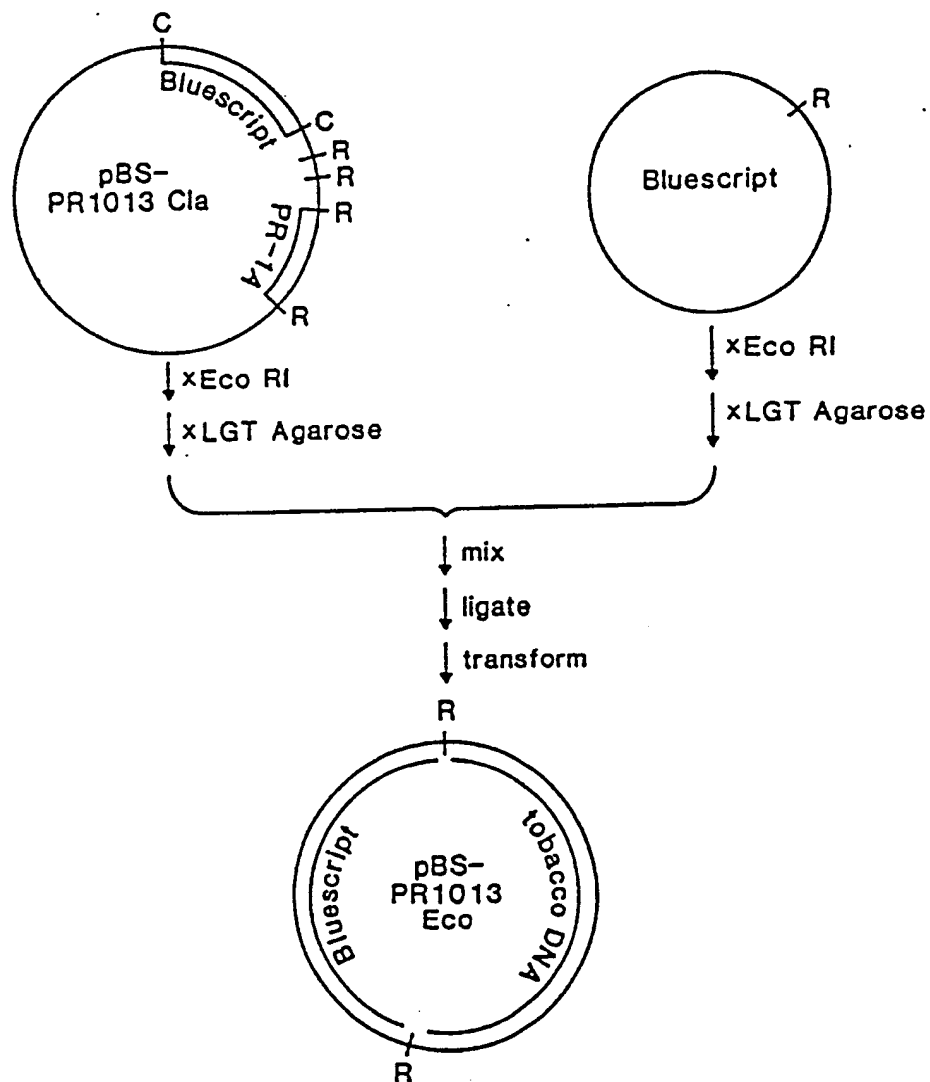 C
Bluescript
C
R
R
R
pBS-
PR1013 Cla
PR-1A
R
R
Bluescript
xEco RI
xLGT Agarose
xEco RI
xLGT Agarose
mix
ligate
transform
R
Bluescript
pBS-
PR1013
Eco
tobacco DNA
R